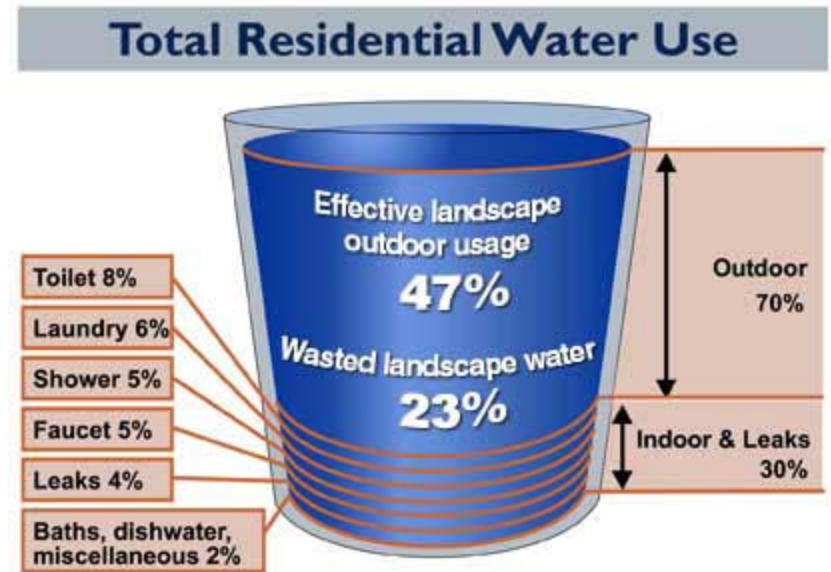 Total Residential Water Use
Effective landscape
outdoor usage
47%
Wasted landscape water
23%
Toilet 8%
Laundry 6%
Shower 5%
Faucet 5%
Leaks 4%
Baths, dishwater,
miscellaneous 2%
Outdoor
70%
Indoor & Leaks
30%